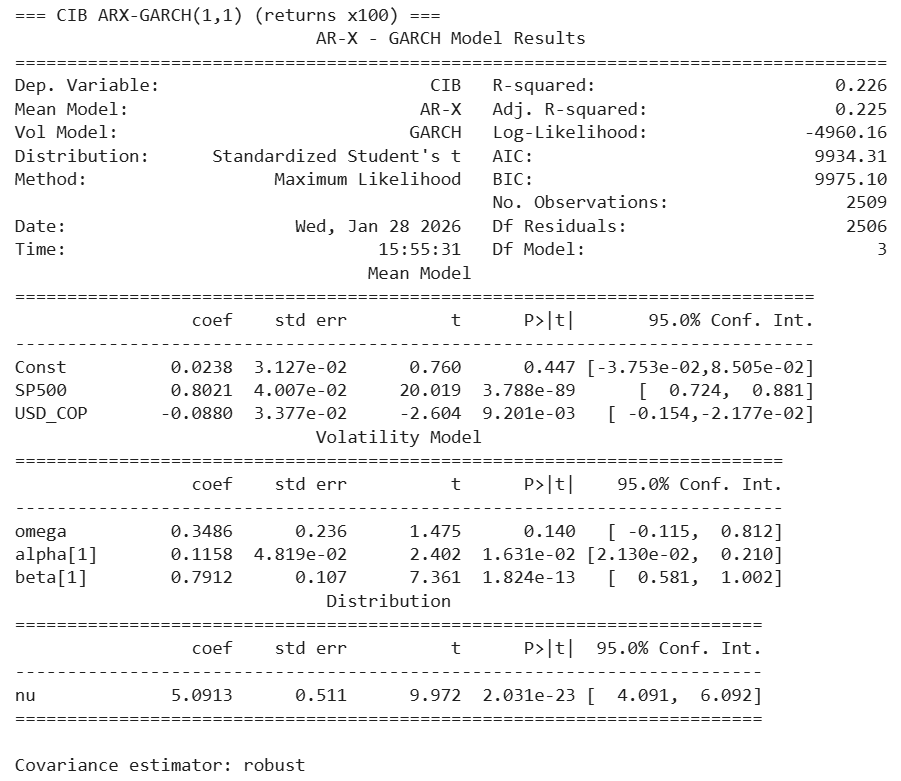 === CIB ARX-GARCH(1,1) (returns x100) ===
                             AR-X - GARCH Model Results
====================================================================================
Dep. Variable:                          CIB   R-squared:                       0.226
Mean Model:                            AR-X   Adj. R-squared:                  0.225
Vol Model:                            GARCH   Log-Likelihood:               -4960.16
Distribution:      Standardized Student's t   AIC:                           9934.31
Method:                  Maximum Likelihood   BIC:                           9975.10
                                              No. Observations:                 2509
Date:                      Wed, Jan 28 2026   Df Residuals:                     2506
Time:                              15:55:31   Df Model:                            3
                                  Mean Model
=============================================================================
                 coef    std err          t      P>|t|       95.0% Conf. Int.
-----------------------------------------------------------------------------
Const          0.0238  3.127e-02      0.760      0.447 [-3.753e-02,8.505e-02]
SP500          0.8021  4.007e-02     20.019  3.788e-89      [  0.724,  0.881]
USD_COP       -0.0880  3.377e-02     -2.604  9.201e-03   [ -0.154,-2.177e-02]
                             Volatility Model
==========================================================================
                 coef    std err          t      P>|t|    95.0% Conf. Int.
--------------------------------------------------------------------------
omega          0.3486      0.236      1.475      0.140   [ -0.115,  0.812]
alpha[1]       0.1158  4.819e-02      2.402  1.631e-02 [2.130e-02,  0.210]
beta[1]        0.7912      0.107      7.361  1.824e-13   [  0.581,  1.002]
                              Distribution
========================================================================
                 coef    std err          t      P>|t|  95.0% Conf. Int.
------------------------------------------------------------------------
nu             5.0913      0.511      9.972  2.031e-23 [  4.091,  6.092]
========================================================================

Covariance estimator: robust